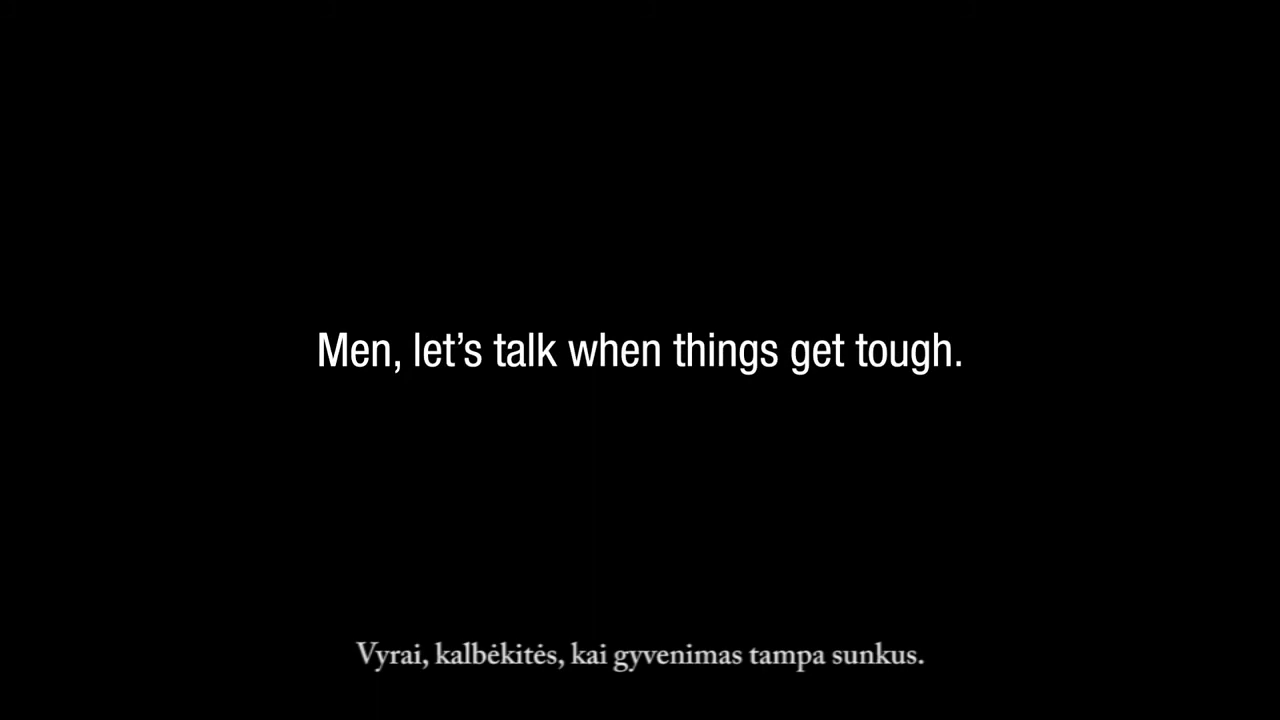 Men, let’s talk when things get tough.
Vyrai, kalbėkitės, kai gyvenimas tampa sunkus.